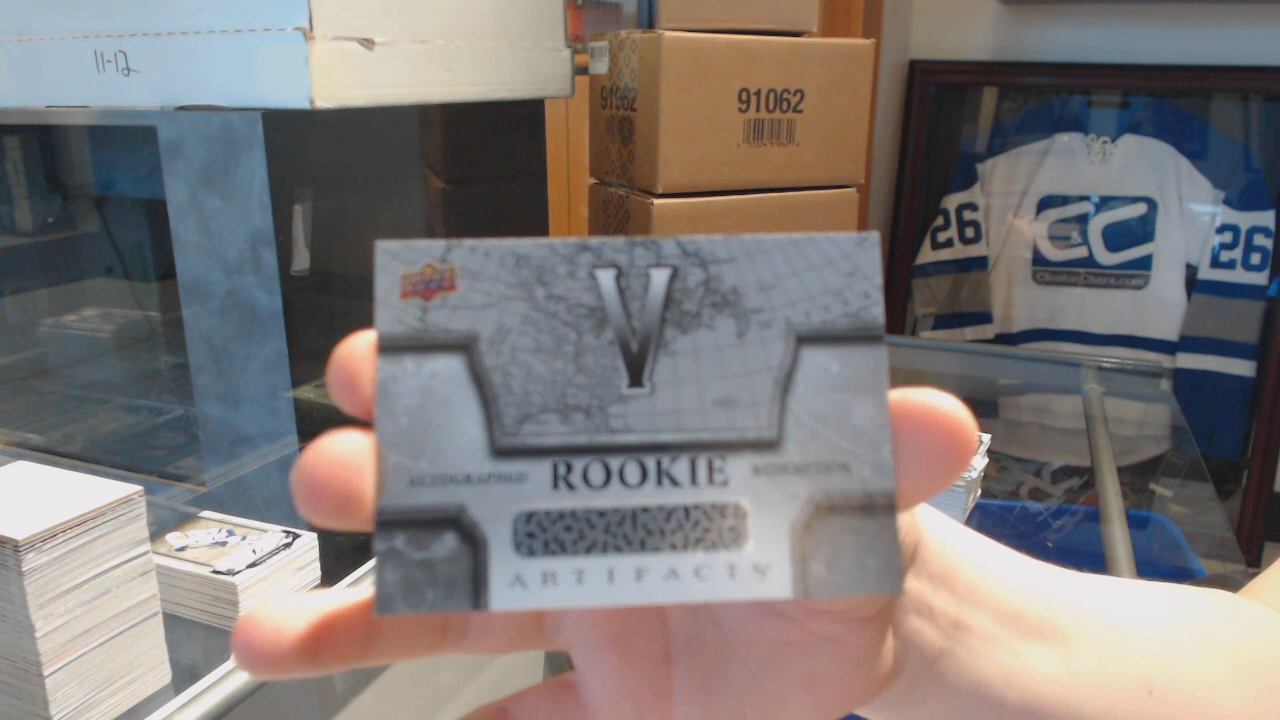 11-12
91062
91062
26
26
C&C
V
AUTOGRAPHED ROOKIE REDEMPTION
ARTIFACTS